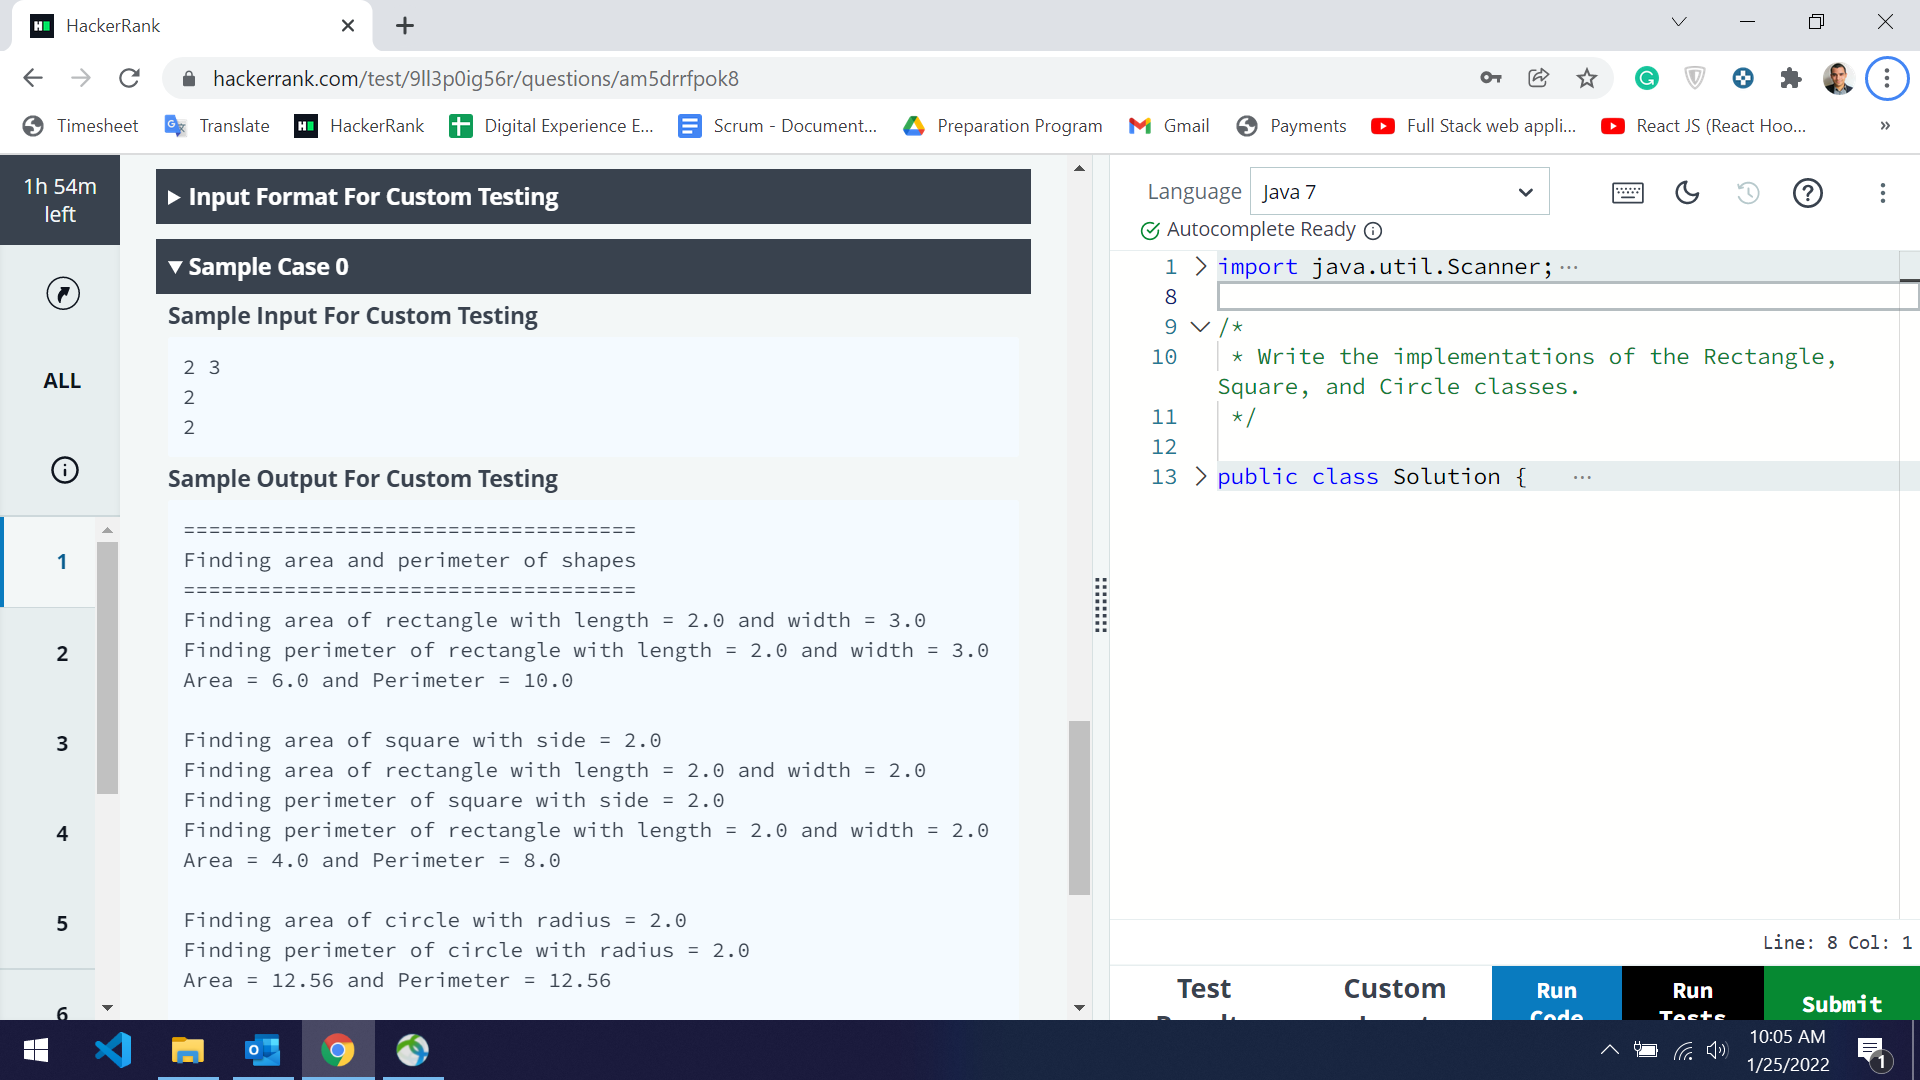 HackerRank
hackerrank.com/test/9ll3p0ig56r/questions/am5drrfpok8
Timesheet
Translate
HackerRank
Digital Experience E...
Scrum - Document...
Preparation Program
Gmail
Payments
Full Stack web appli...
React JS (React Hoo...
»
1h 54m
left
ALL
1
2
3
4
5
6
Input Format For Custom Testing
Sample Case 0
Sample Input For Custom Testing
2 3
2
2
Sample Output For Custom Testing
====================================
Finding area and perimeter of shapes
====================================
Finding area of rectangle with length = 2.0 and width = 3.0
Finding perimeter of rectangle with length = 2.0 and width = 3.0
Area = 6.0 and Perimeter = 10.0
Finding area of square with side = 2.0
Finding area of rectangle with length = 2.0 and width = 2.0
Finding perimeter of square with side = 2.0
Finding perimeter of rectangle with length = 2.0 and width = 2.0
Area = 4.0 and Perimeter = 8.0
Finding area of circle with radius = 2.0
Finding perimeter of circle with radius = 2.0
Area = 12.56 and Perimeter = 12.56
Language Java 7
Autocomplete Ready
1 import java.util.Scanner;···
8
9 /*
10 * Write the implementations of the Rectangle,
Square, and Circle classes.
11 */
12
13 public class Solution { ···
Line: 8 Col: 1
Test
Custom
Run
Code
Run
Tests
Submit
10:05 AM
1/25/2022
1